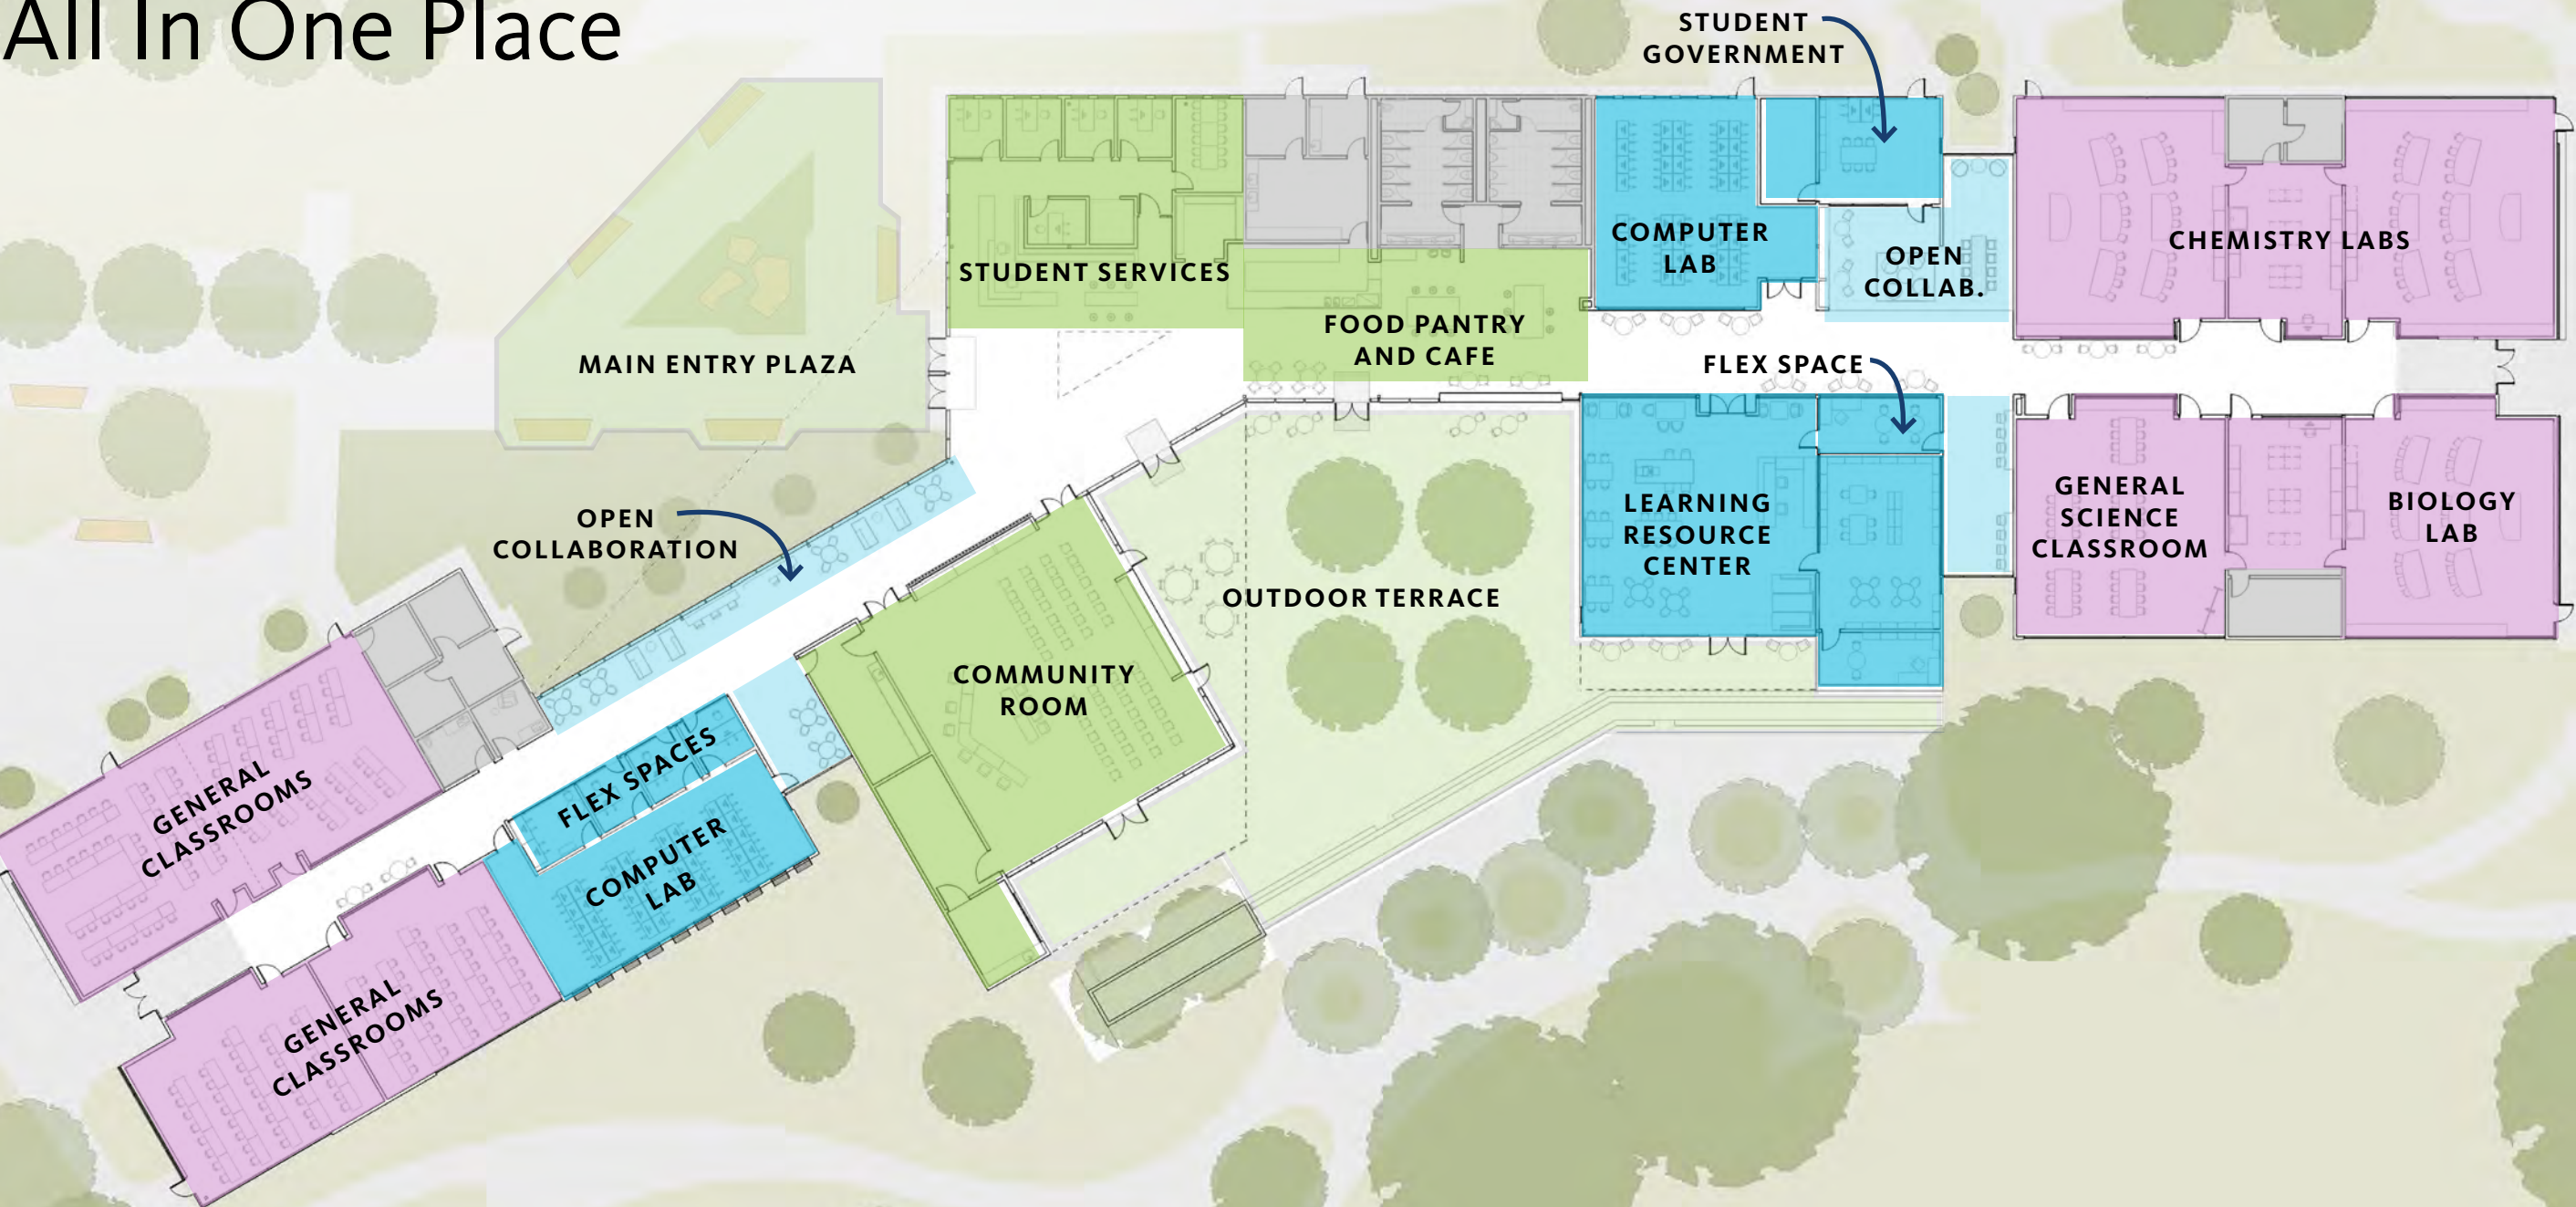 All In One Place
STUDENT
GOVERNMENT
COMPUTER
LAB
OPEN
COLLAB.
CHEMISTRY LABS
STUDENT SERVICES
FOOD PANTRY
AND CAFE
MAIN ENTRY PLAZA
FLEX SPACE
OPEN
COLLABORATION
LEARNING
RESOURCE
CENTER
GENERAL
SCIENCE
CLASSROOM
BIOLOGY
LAB
OUTDOOR TERRACE
COMMUNITY
ROOM
FLEX SPACES
GENERAL
CLASSROOMS
COMPUTER
LAB
GENERAL
CLASSROOMS